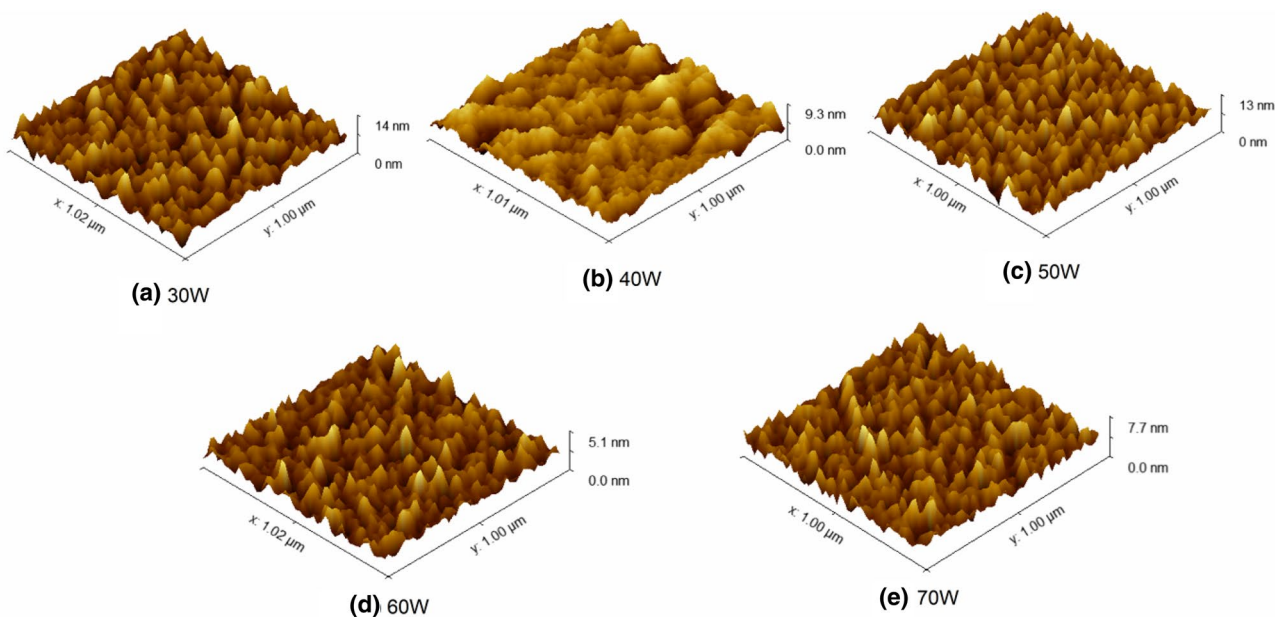 14 nm
0 nm
x: 1.02 µm
y: 1.00 µm
(a) 30W
9.3 nm
0.0 nm
x: 1.01 µm
y: 1.00 µm
(b) 40W
13 nm
0 nm
x: 1.00 µm
y: 1.00 µm
(c) 50W
5.1 nm
0.0 nm
x: 1.02 µm
y: 1.00 µm
(d) 60W
7.7 nm
0.0 nm
x: 1.00 µm
y: 1.00 µm
(e) 70W